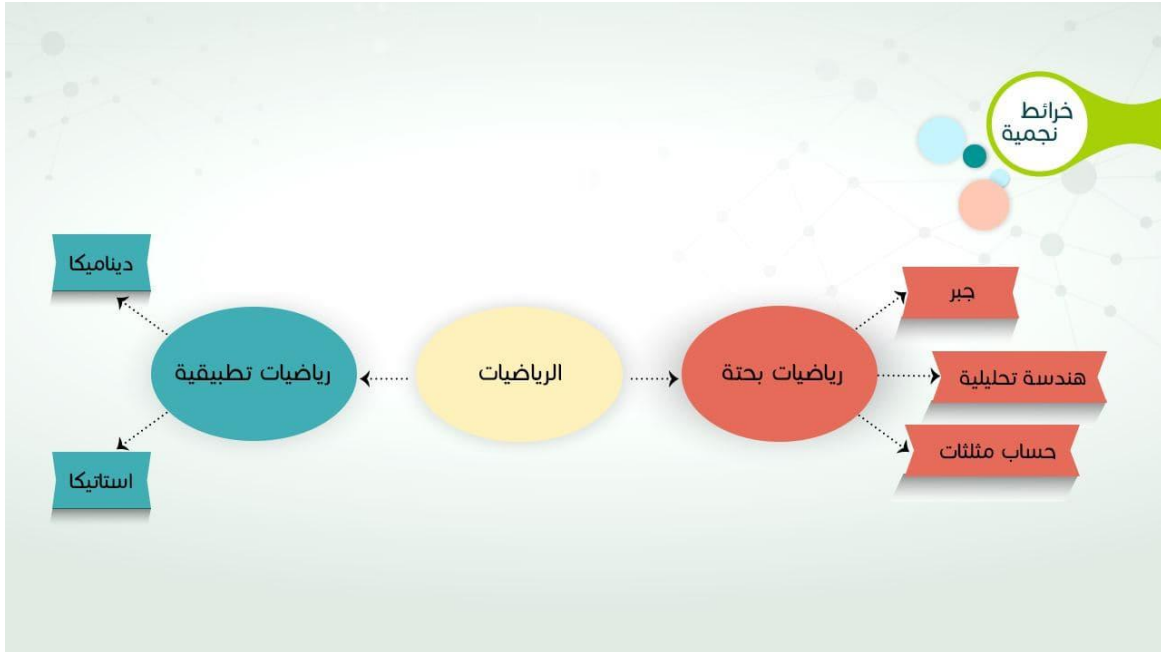 خرائط
نجمية
الرياضيات
رياضيات بحتة
جبر
هندسة تحليلية
حساب مثلثات
رياضيات تطبيقية
ديناميكا
استاتيكا